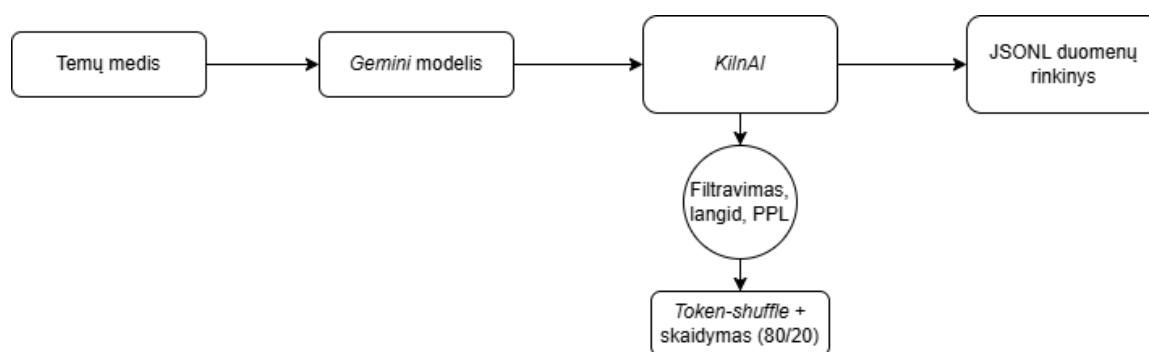 Temų medis
Gemini modelis
KilnAI
JSONL duomenų
rinkinys
Filtravimas,
langid, PPL
Token-shuffle +
skaidymas (80/20)